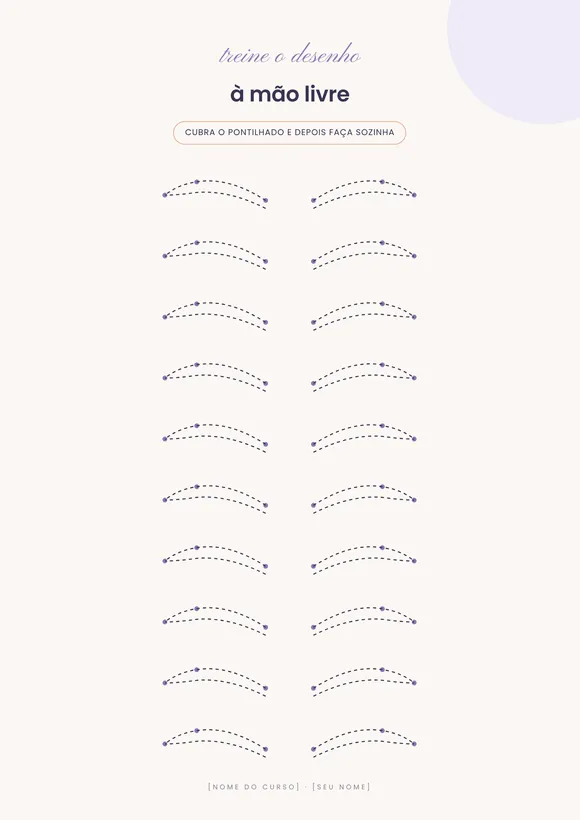 treine o desenho
à mão livre
CUBRA O PONTILHADO E DEPOIS FAÇA SOZINHA
[NOME DO CURSO] · [SEU NOME]